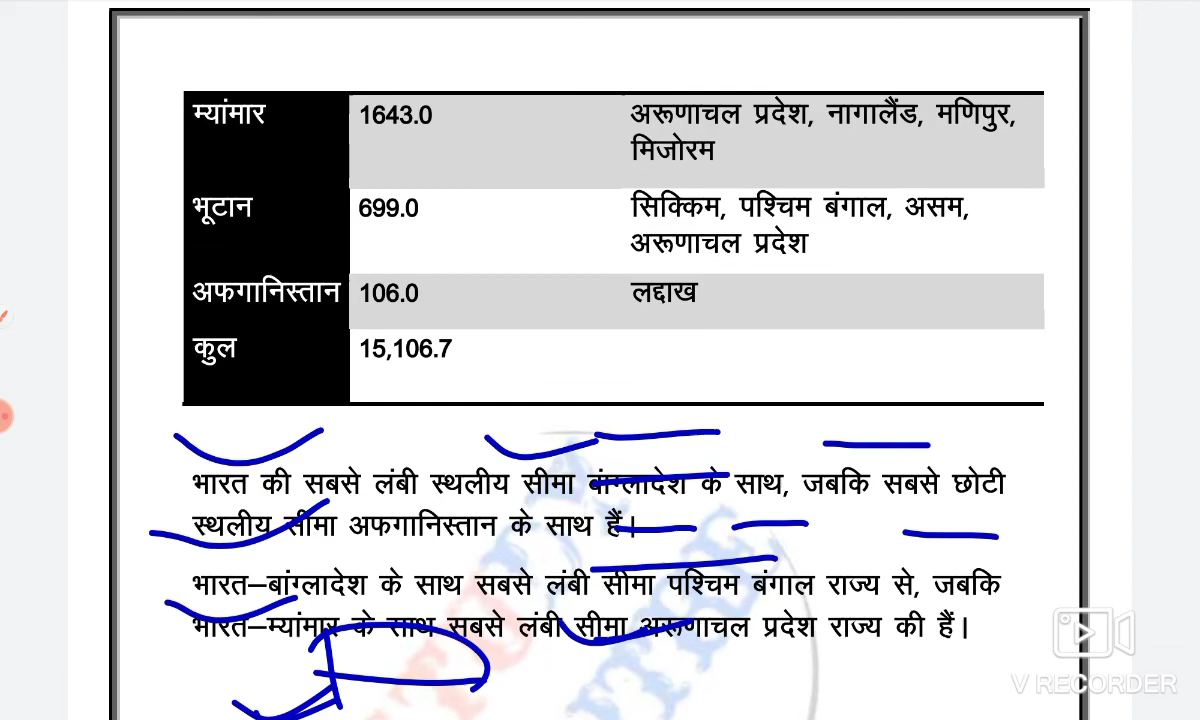 म्यांमार 1643.0 अरूणाचल प्रदेश, नागालैंड, मणिपुर,
मिजोरम
भूटान 699.0 सिक्किम, पश्चिम बंगाल, असम,
अरूणाचल प्रदेश
अफगानिस्तान 106.0 लद्दाख
कुल 15,106.7
भारत की सबसे लंबी स्थलीय सीमा बांग्लादेश के साथ, जबकि सबसे छोटी
स्थलीय सीमा अफगानिस्तान के साथ हैं।
भारत–बांग्लादेश के साथ सबसे लंबी सीमा पश्चिम बंगाल राज्य से, जबकि
भारत–म्यांमार के साथ सबसे लंबी सीमा अरूणाचल प्रदेश राज्य की हैं।
V RECORDER